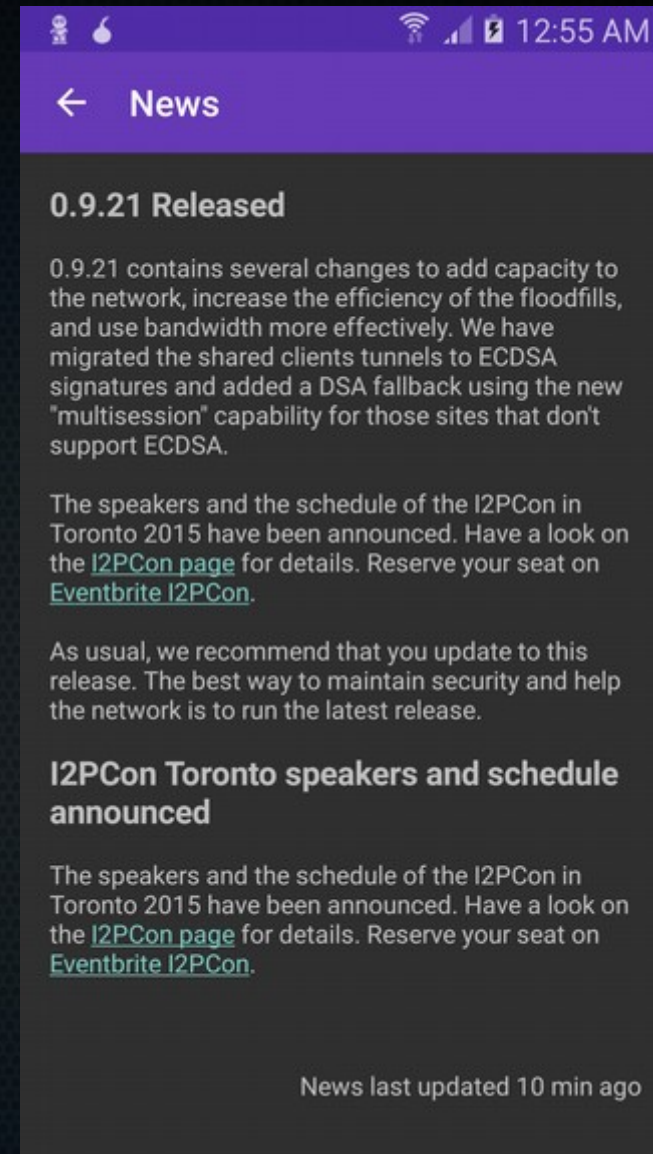 12:55 AM
News
0.9.21 Released
0.9.21 contains several changes to add capacity to
the network, increase the efficiency of the floodfills,
and use bandwidth more effectively. We have
migrated the shared clients tunnels to ECDSA
signatures and added a DSA fallback using the new
"multisession" capability for those sites that don't
support ECDSA.
The speakers and the schedule of the I2PCon in
Toronto 2015 have been announced. Have a look on
the I2PCon page for details. Reserve your seat on
Eventbrite I2PCon.
As usual, we recommend that you update to this
release. The best way to maintain security and help
the network is to run the latest release.
I2PCon Toronto speakers and schedule
announced
The speakers and the schedule of the I2PCon in
Toronto 2015 have been announced. Have a look on
the I2PCon page for details. Reserve your seat on
Eventbrite I2PCon.
News last updated 10 min ago